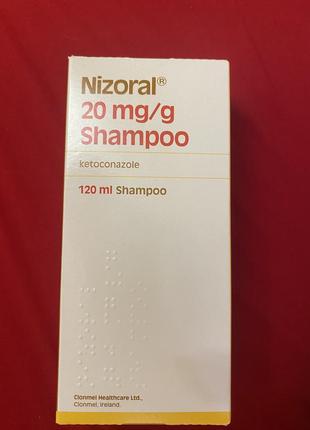 Nizoral®
20 mg/g
Shampoo
ketoconazole
120 ml Shampoo
Clonmel Healthcare Ltd.,
Clonmel, Ireland.